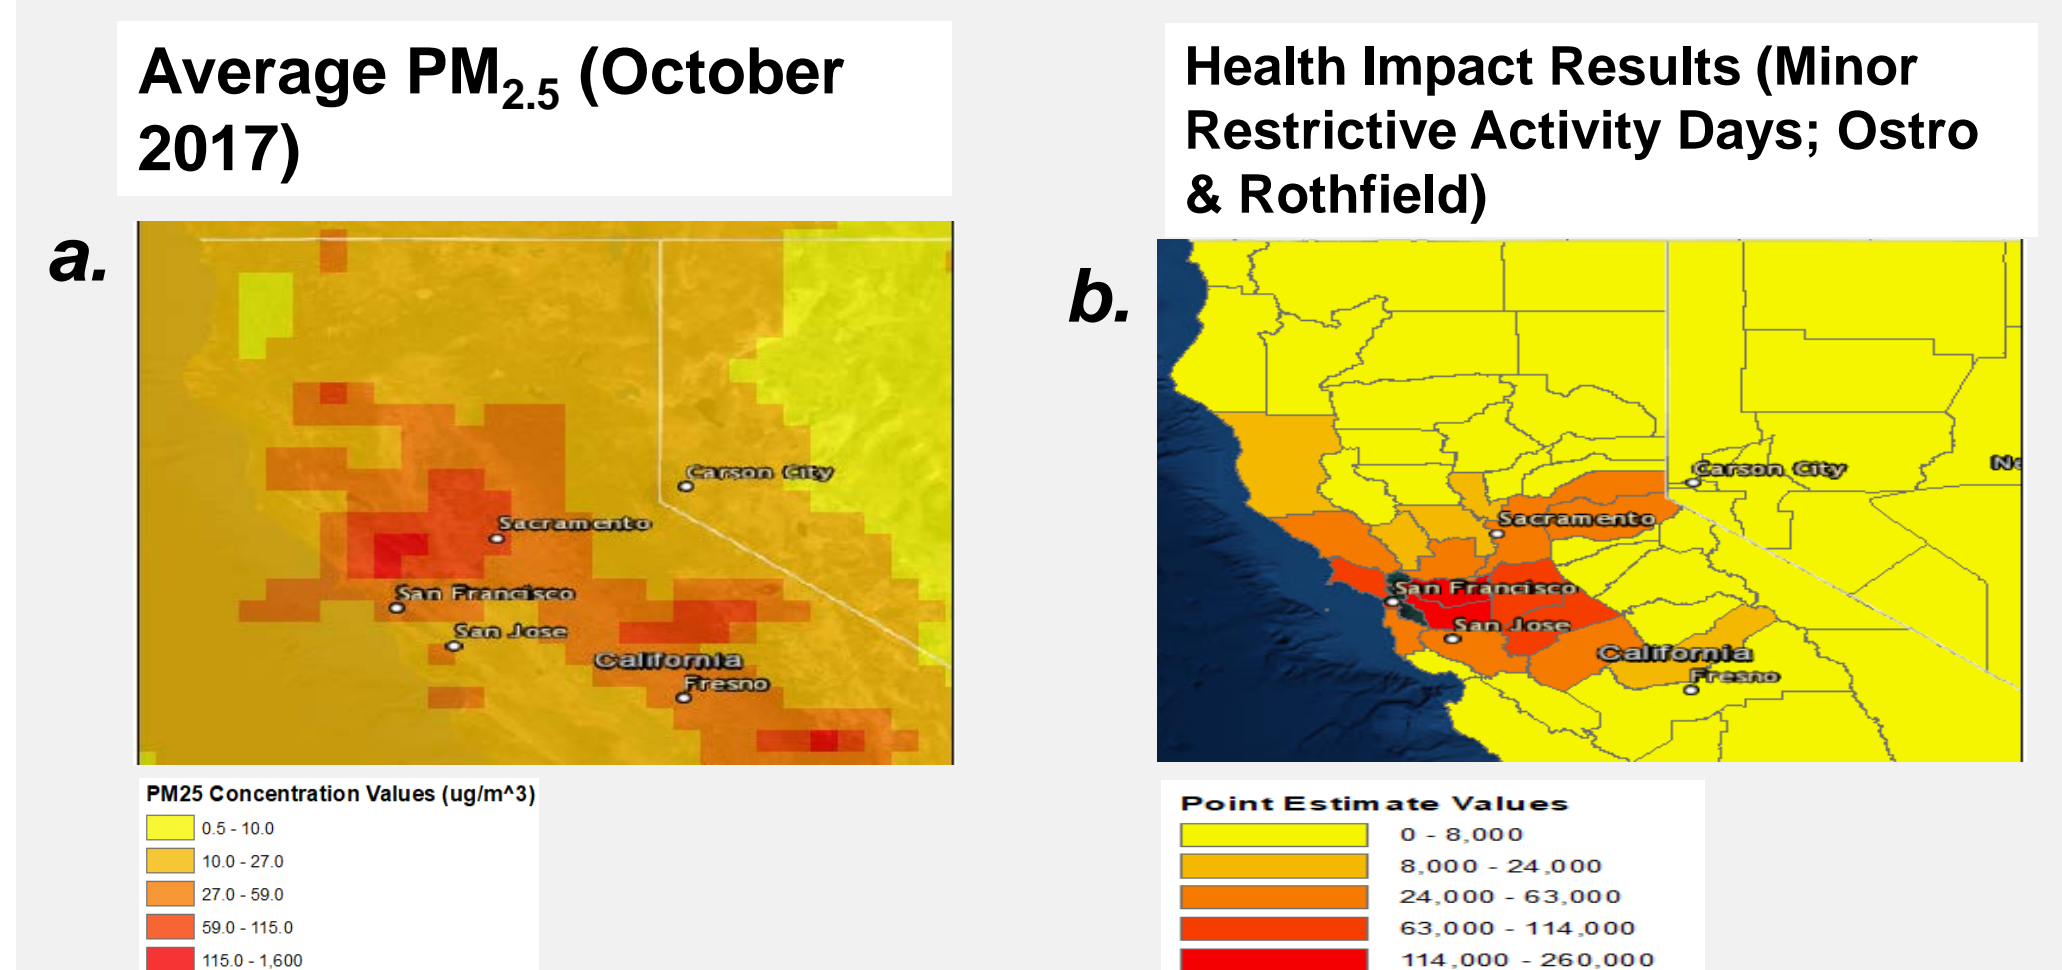 Average PM2.5 (October
2017)
a.
Carson City
Sacramento
San Francisco
San Jose
California
Fresno
PM25 Concentration Values (ug/m^3)
0.5 - 10.0
10.0 - 27.0
27.0 - 59.0
59.0 - 115.0
115.0 - 1,600
Health Impact Results (Minor
Restrictive Activity Days; Ostro
& Rothfield)
b.
Carson City
Ne
Sacramento
San Francisco
San Jose
California
Fresno
Point Estimate Values
0 - 8,000
8,000 - 24,000
24,000 - 63,000
63,000 - 114,000
114,000 - 260,000